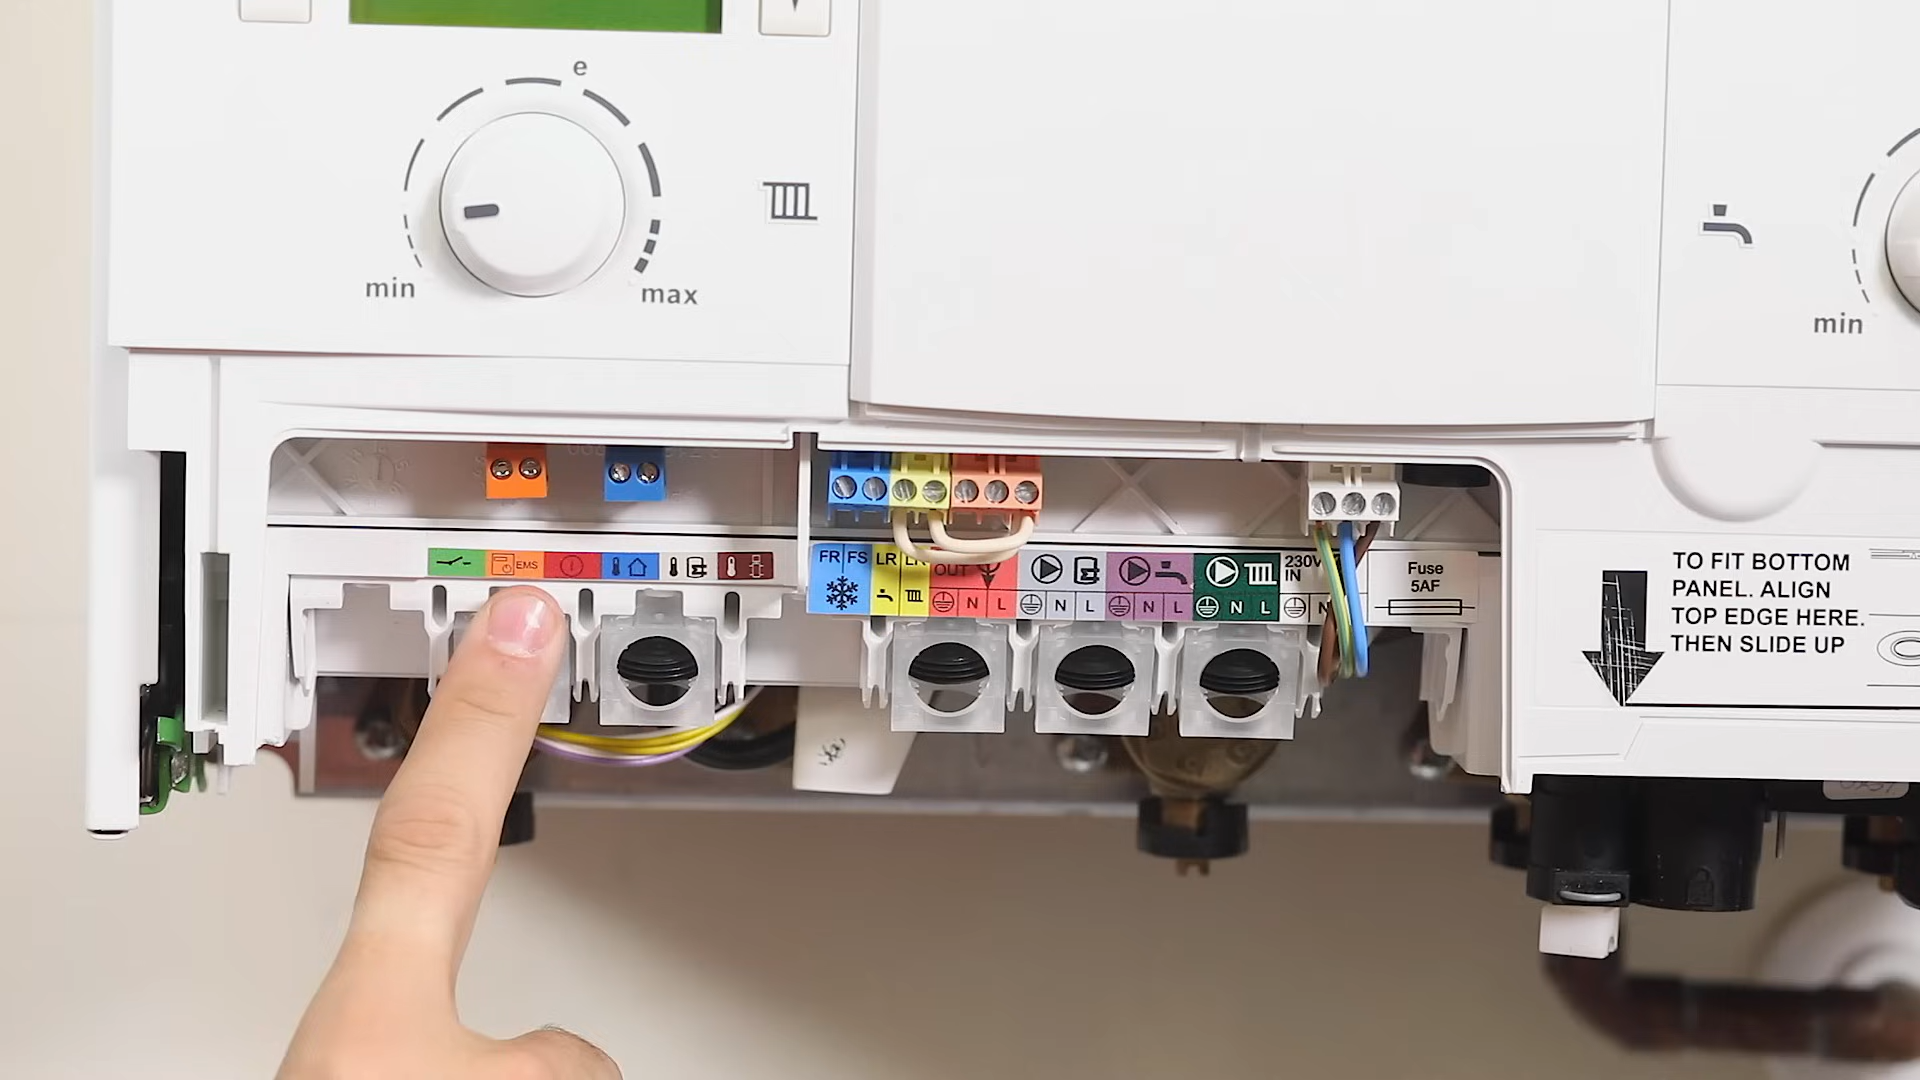 e
min
max
min
EMS
FR FS LR LR OUT
230V
IN
N L N L N L N L N
Fuse
5AF
TO FIT BOTTOM
PANEL. ALIGN
TOP EDGE HERE.
THEN SLIDE UP